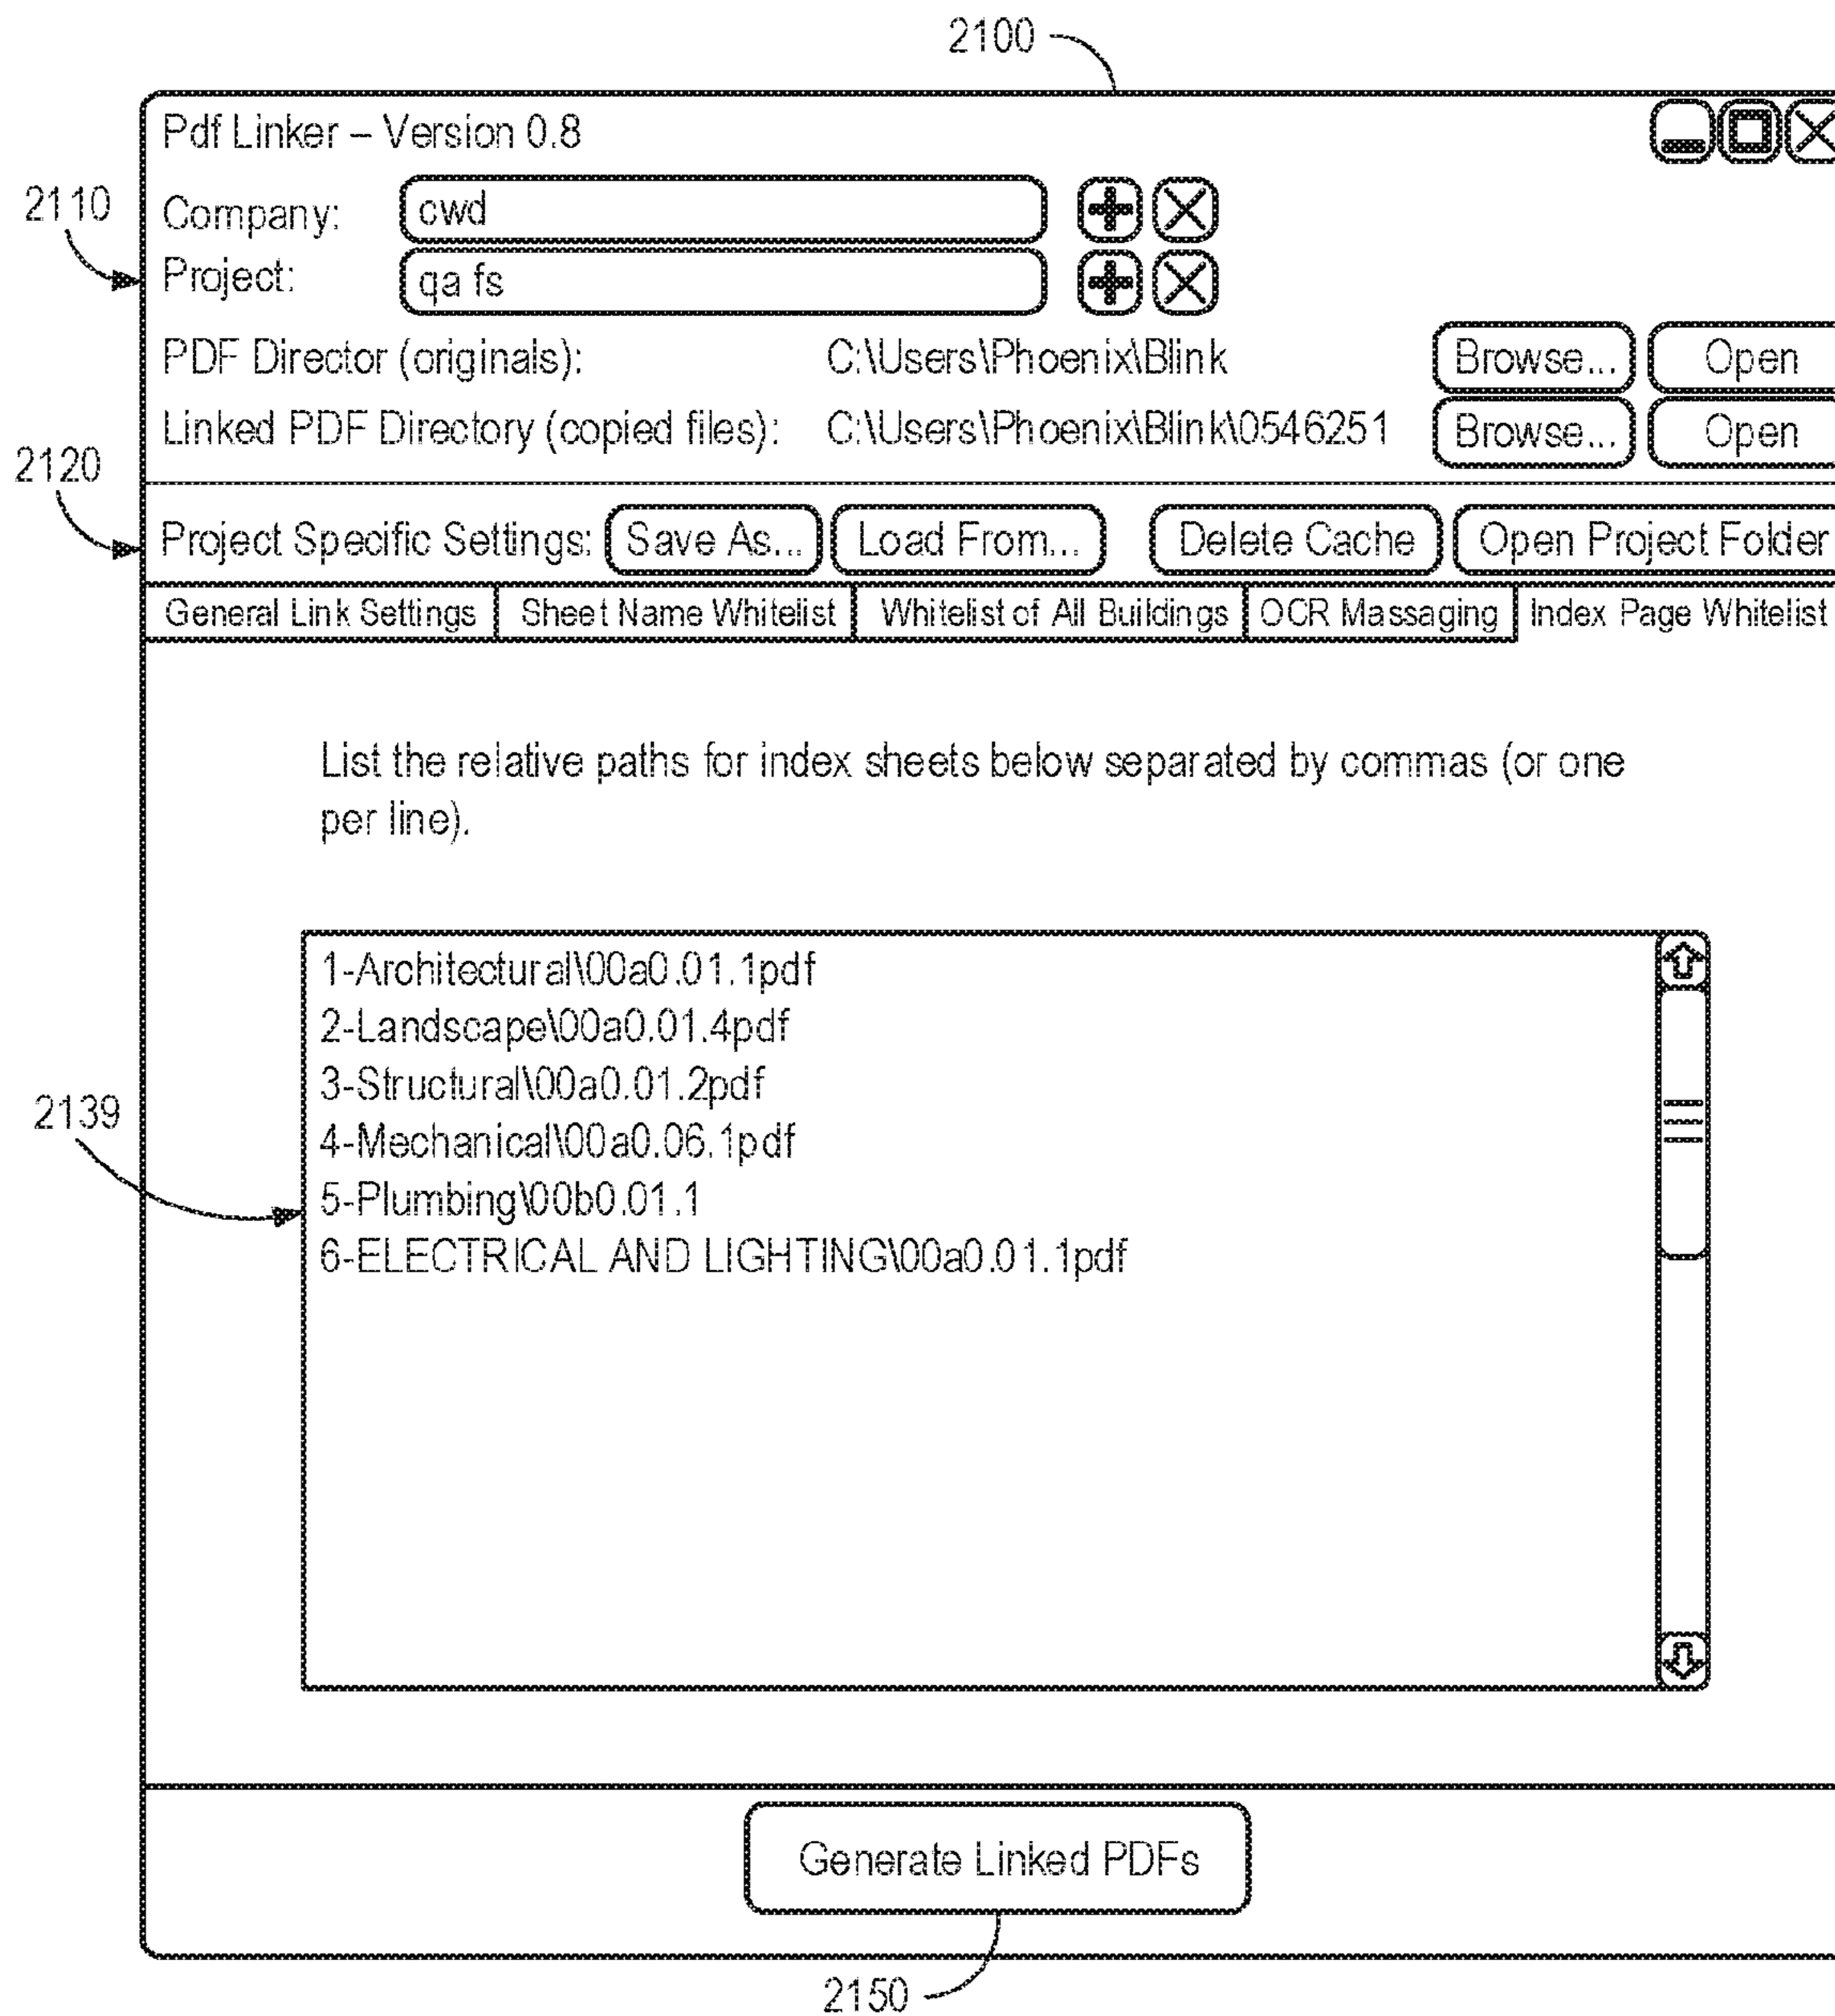 2100
Pdf Linker – Version 0.8
2110
Company: cwd
Project: qa fs
PDF Director (originals): C:\Users\Phoenix\Blink Browse... Open
Linked PDF Directory (copied files): C:\Users\Phoenix\Blink\0546251 Browse... Open
2120
Project Specific Settings: Save As... Load From... Delete Cache Open Project Folder
General Link Settings Sheet Name Whitelist Whitelist of All Buildings OCR Massaging Index Page Whitelist
List the relative paths for index sheets below separated by commas (or one
per line).
1-Architectural\00a0.01.1pdf
2-Landscape\00a0.01.4pdf
3-Structural\00a0.01.2pdf
2139
4-Mechanical\00a0.06.1pdf
5-Plumbing\00b0.01.1
6-ELECTRICAL AND LIGHTING\00a0.01.1pdf
Generate Linked PDFs
2150